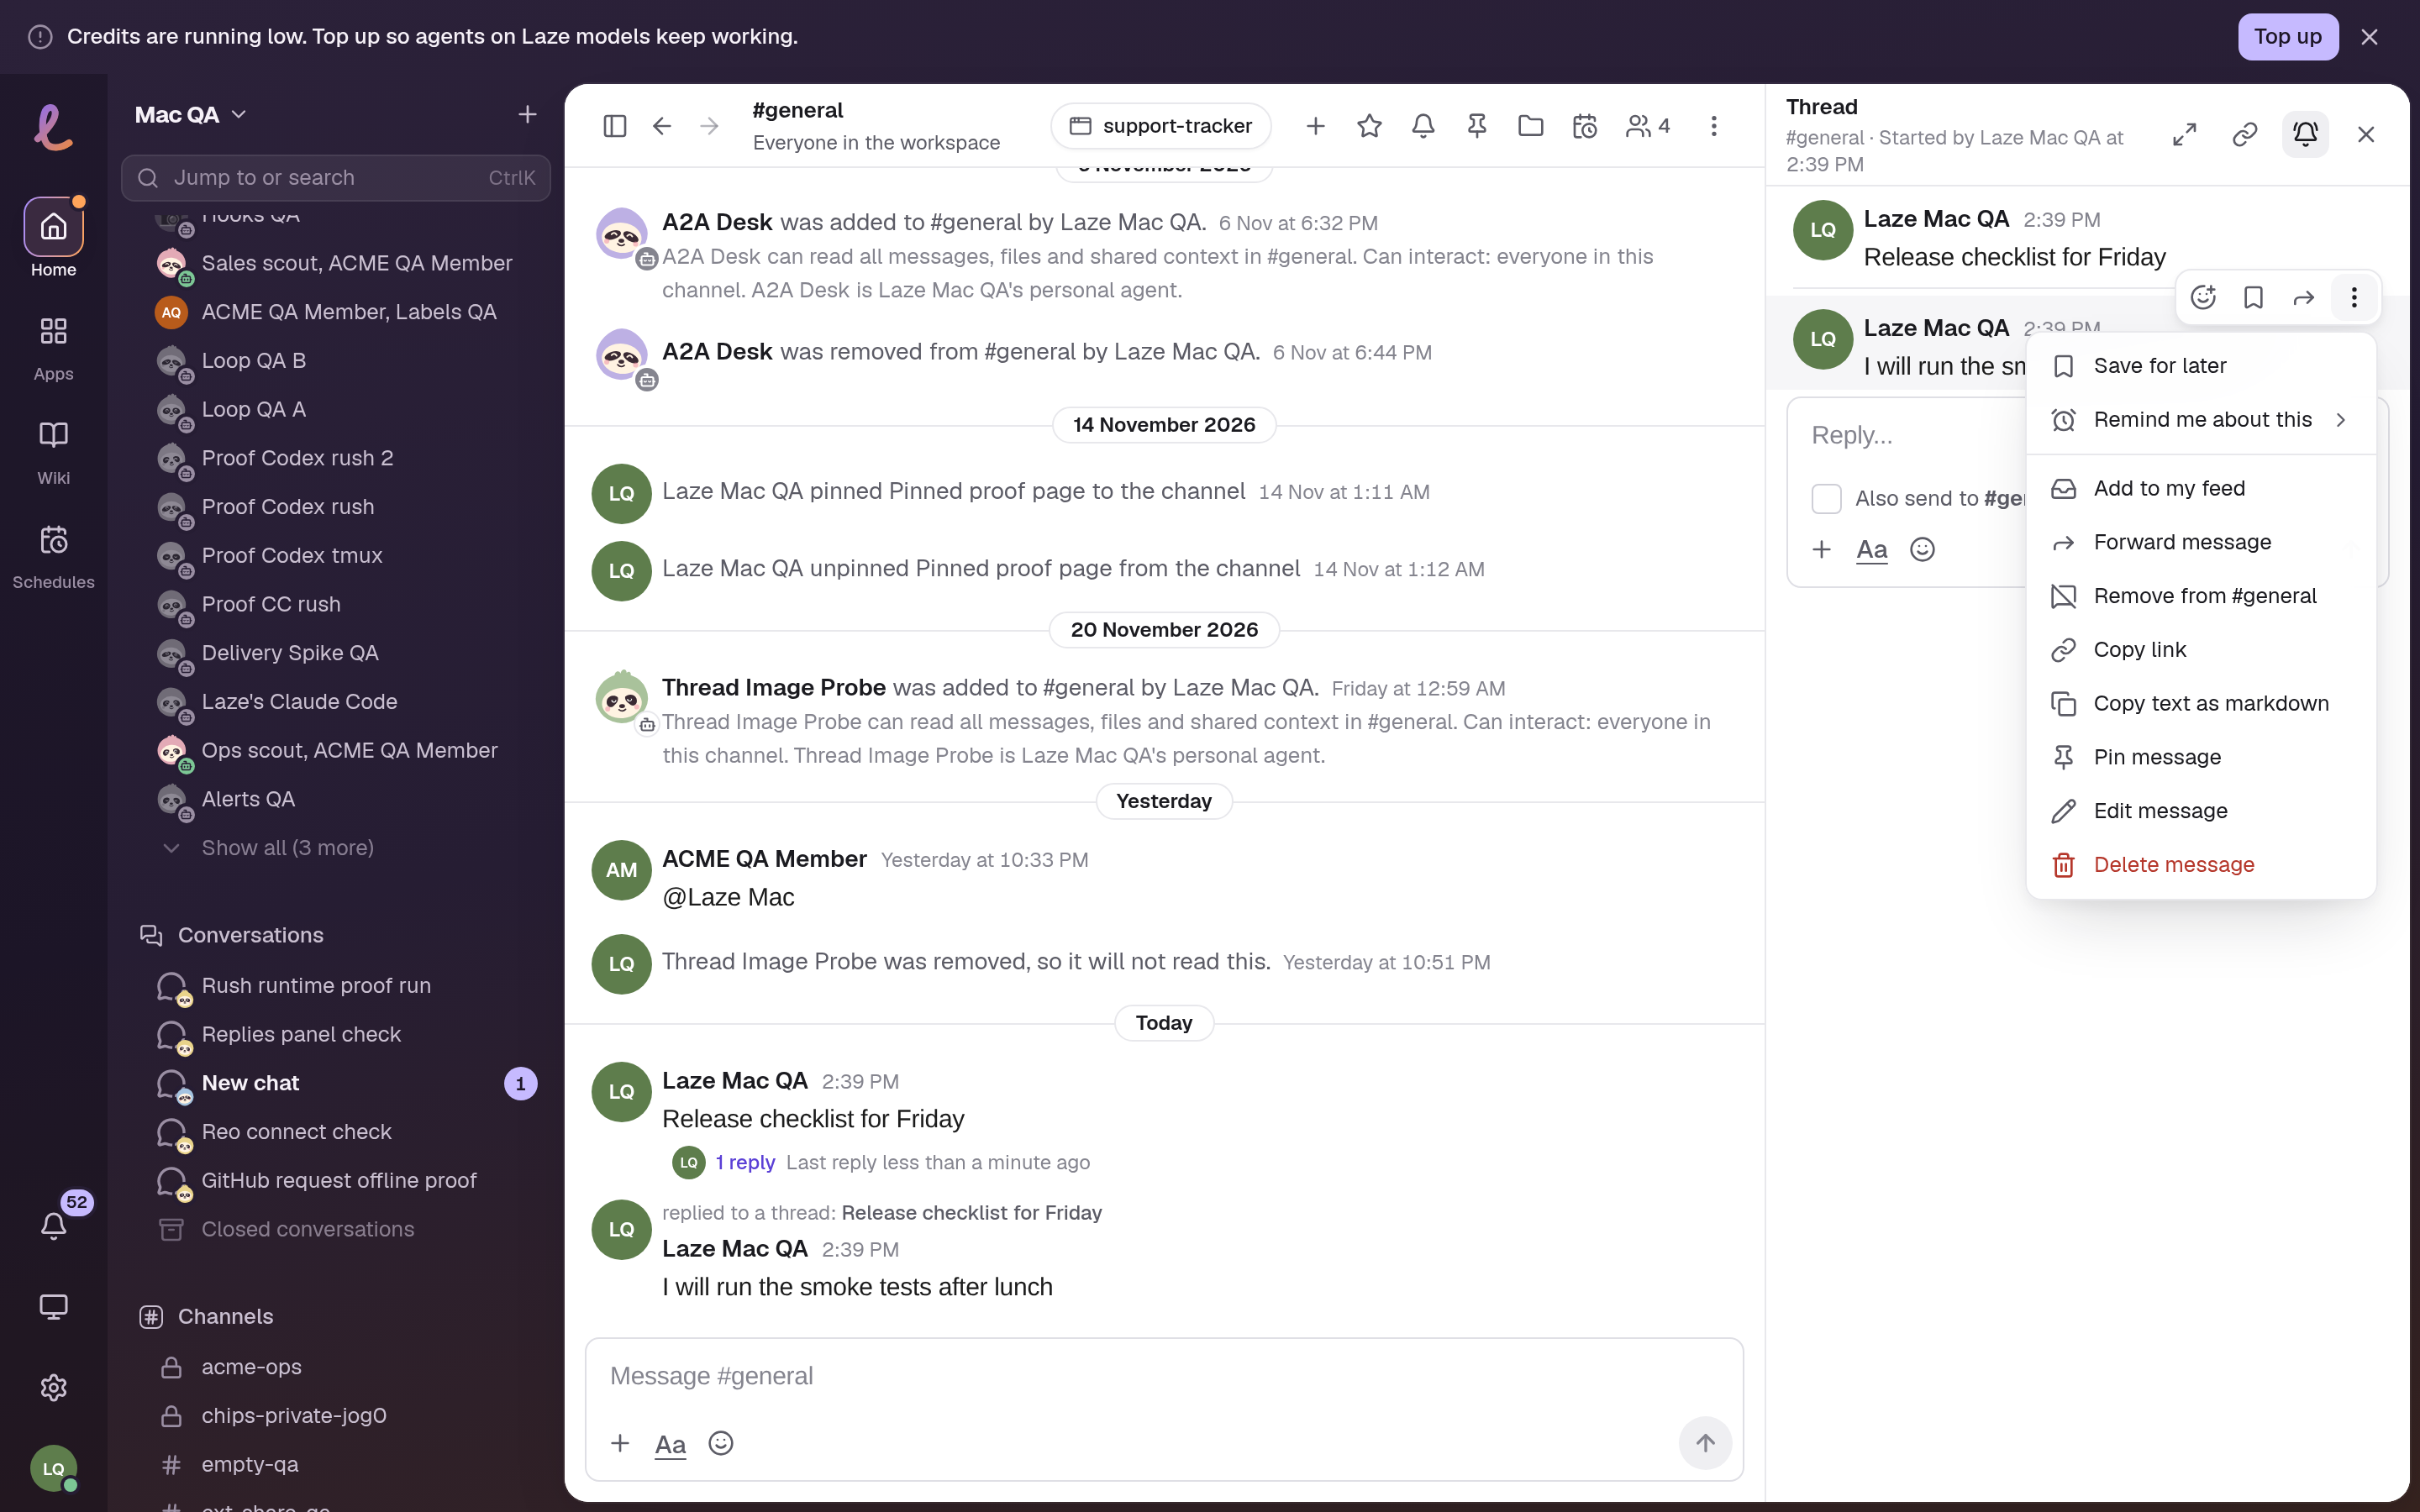 Credits are running low. Top up so agents on Laze models keep working.
Top up
Home
Apps
Wiki
Schedules
52
LQ
Mac QA
Jump to or search
CtrlK
Hooks QA
Sales scout, ACME QA Member
AQ
ACME QA Member, Labels QA
Loop QA B
Loop QA A
Proof Codex rush 2
Proof Codex rush
Proof Codex tmux
Proof CC rush
Delivery Spike QA
Laze's Claude Code
Ops scout, ACME QA Member
Alerts QA
Show all (3 more)
Conversations
Rush runtime proof run
Replies panel check
New chat
1
Reo connect check
GitHub request offline proof
Closed conversations
Channels
acme-ops
chips-private-jog0
empty-qa
#general
Everyone in the workspace
support-tracker
4
A2A Desk was added to #general by Laze Mac QA. 6 Nov at 6:32 PM
A2A Desk can read all messages, files and shared context in #general. Can interact: everyone in this
channel. A2A Desk is Laze Mac QA's personal agent.
A2A Desk was removed from #general by Laze Mac QA. 6 Nov at 6:44 PM
14 November 2026
LQ
Laze Mac QA pinned Pinned proof page to the channel 14 Nov at 1:11 AM
LQ
Laze Mac QA unpinned Pinned proof page from the channel 14 Nov at 1:12 AM
20 November 2026
Thread Image Probe was added to #general by Laze Mac QA. Friday at 12:59 AM
Thread Image Probe can read all messages, files and shared context in #general. Can interact: everyone in
this channel. Thread Image Probe is Laze Mac QA's personal agent.
Yesterday
AM
ACME QA Member Yesterday at 10:33 PM
@Laze Mac
LQ
Thread Image Probe was removed, so it will not read this. Yesterday at 10:51 PM
Today
LQ
Laze Mac QA 2:39 PM
Release checklist for Friday
LQ
1 reply Last reply less than a minute ago
LQ
replied to a thread: Release checklist for Friday
Laze Mac QA 2:39 PM
I will run the smoke tests after lunch
Message #general
Aa
Thread
#general · Started by Laze Mac QA at
2:39 PM
LQ
Laze Mac QA 2:39 PM
Release checklist for Friday
LQ
Laze Mac QA 2:39 PM
I will run the sm
Reply...
Also send to #ge
Aa
Save for later
Remind me about this
Add to my feed
Forward message
Remove from #general
Copy link
Copy text as markdown
Pin message
Edit message
Delete message